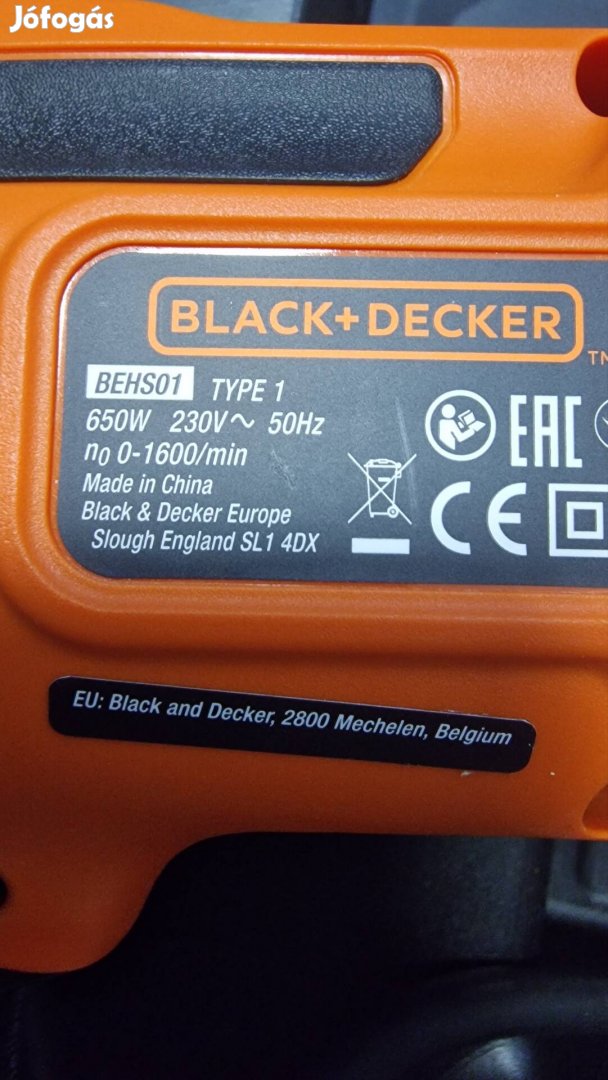 Jófogás
BLACK+DECKER
TM
BEHS01 TYPE 1
650W 230V~ 50Hz
n0 0-1600/min
Made in China
Black & Decker Europe
Slough England SL1 4DX
EAC
CE
EU: Black and Decker, 2800 Mechelen, Belgium